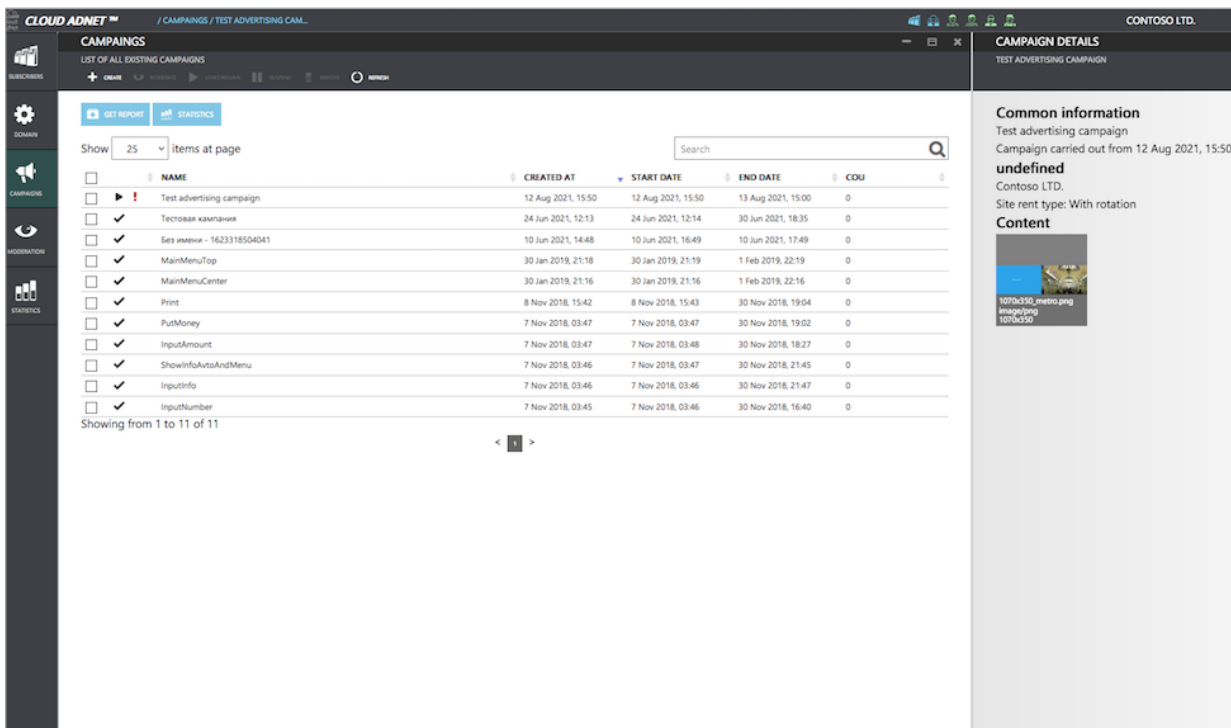 CLOUD ADNET ™
/ CAMPAINGS / TEST ADVERTISING CAM...
CONTOSO LTD.
SUBSCRIBERS
DOMAIN
CAMPAIGNS
MODERATION
STATISTICS
CAMPAINGS
LIST OF ALL EXISTING CAMPAIGNS
CREATE
REFRESH
GET REPORT STATISTICS
Show 25 items at page
Search
NAME CREATED AT START DATE END DATE COU
Test advertising campaign 12 Aug 2021, 15:50 12 Aug 2021, 15:50 13 Aug 2021, 15:00 0
Тестовая кампания 24 Jun 2021, 12:13 24 Jun 2021, 12:14 30 Jun 2021, 18:35 0
Без имени - 1623318504041 10 Jun 2021, 14:48 10 Jun 2021, 16:49 10 Jun 2021, 17:49 0
MainMenuTop 30 Jan 2019, 21:18 30 Jan 2019, 21:19 1 Feb 2019, 22:19 0
MainMenuCenter 30 Jan 2019, 21:16 30 Jan 2019, 21:16 1 Feb 2019, 22:16 0
Print 8 Nov 2018, 15:42 8 Nov 2018, 15:43 30 Nov 2018, 19:04 0
PutMoney 7 Nov 2018, 03:47 7 Nov 2018, 03:47 30 Nov 2018, 19:02 0
InputAmount 7 Nov 2018, 03:47 7 Nov 2018, 03:48 30 Nov 2018, 18:27 0
ShowInfoAvtoAndMenu 7 Nov 2018, 03:46 7 Nov 2018, 03:47 30 Nov 2018, 21:45 0
InputInfo 7 Nov 2018, 03:46 7 Nov 2018, 03:46 30 Nov 2018, 21:47 0
InputNumber 7 Nov 2018, 03:45 7 Nov 2018, 03:46 30 Nov 2018, 16:40 0
Showing from 1 to 11 of 11
< 1 >
CAMPAIGN DETAILS
TEST ADVERTISING CAMPAIGN
Common information
Test advertising campaign
Campaign carried out from 12 Aug 2021, 15:50
undefined
Contoso LTD.
Site rent type: With rotation
Content
1070x350_metro.png
image/png
1070x350